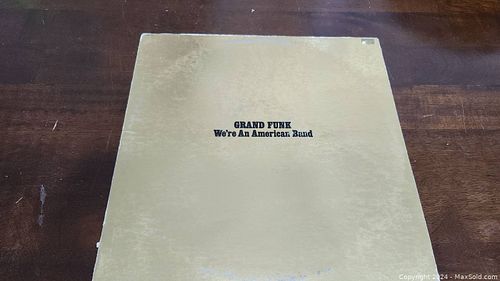 GRAND FUNK
We're An American Band
Copyright ©2024 - MaxSold.com